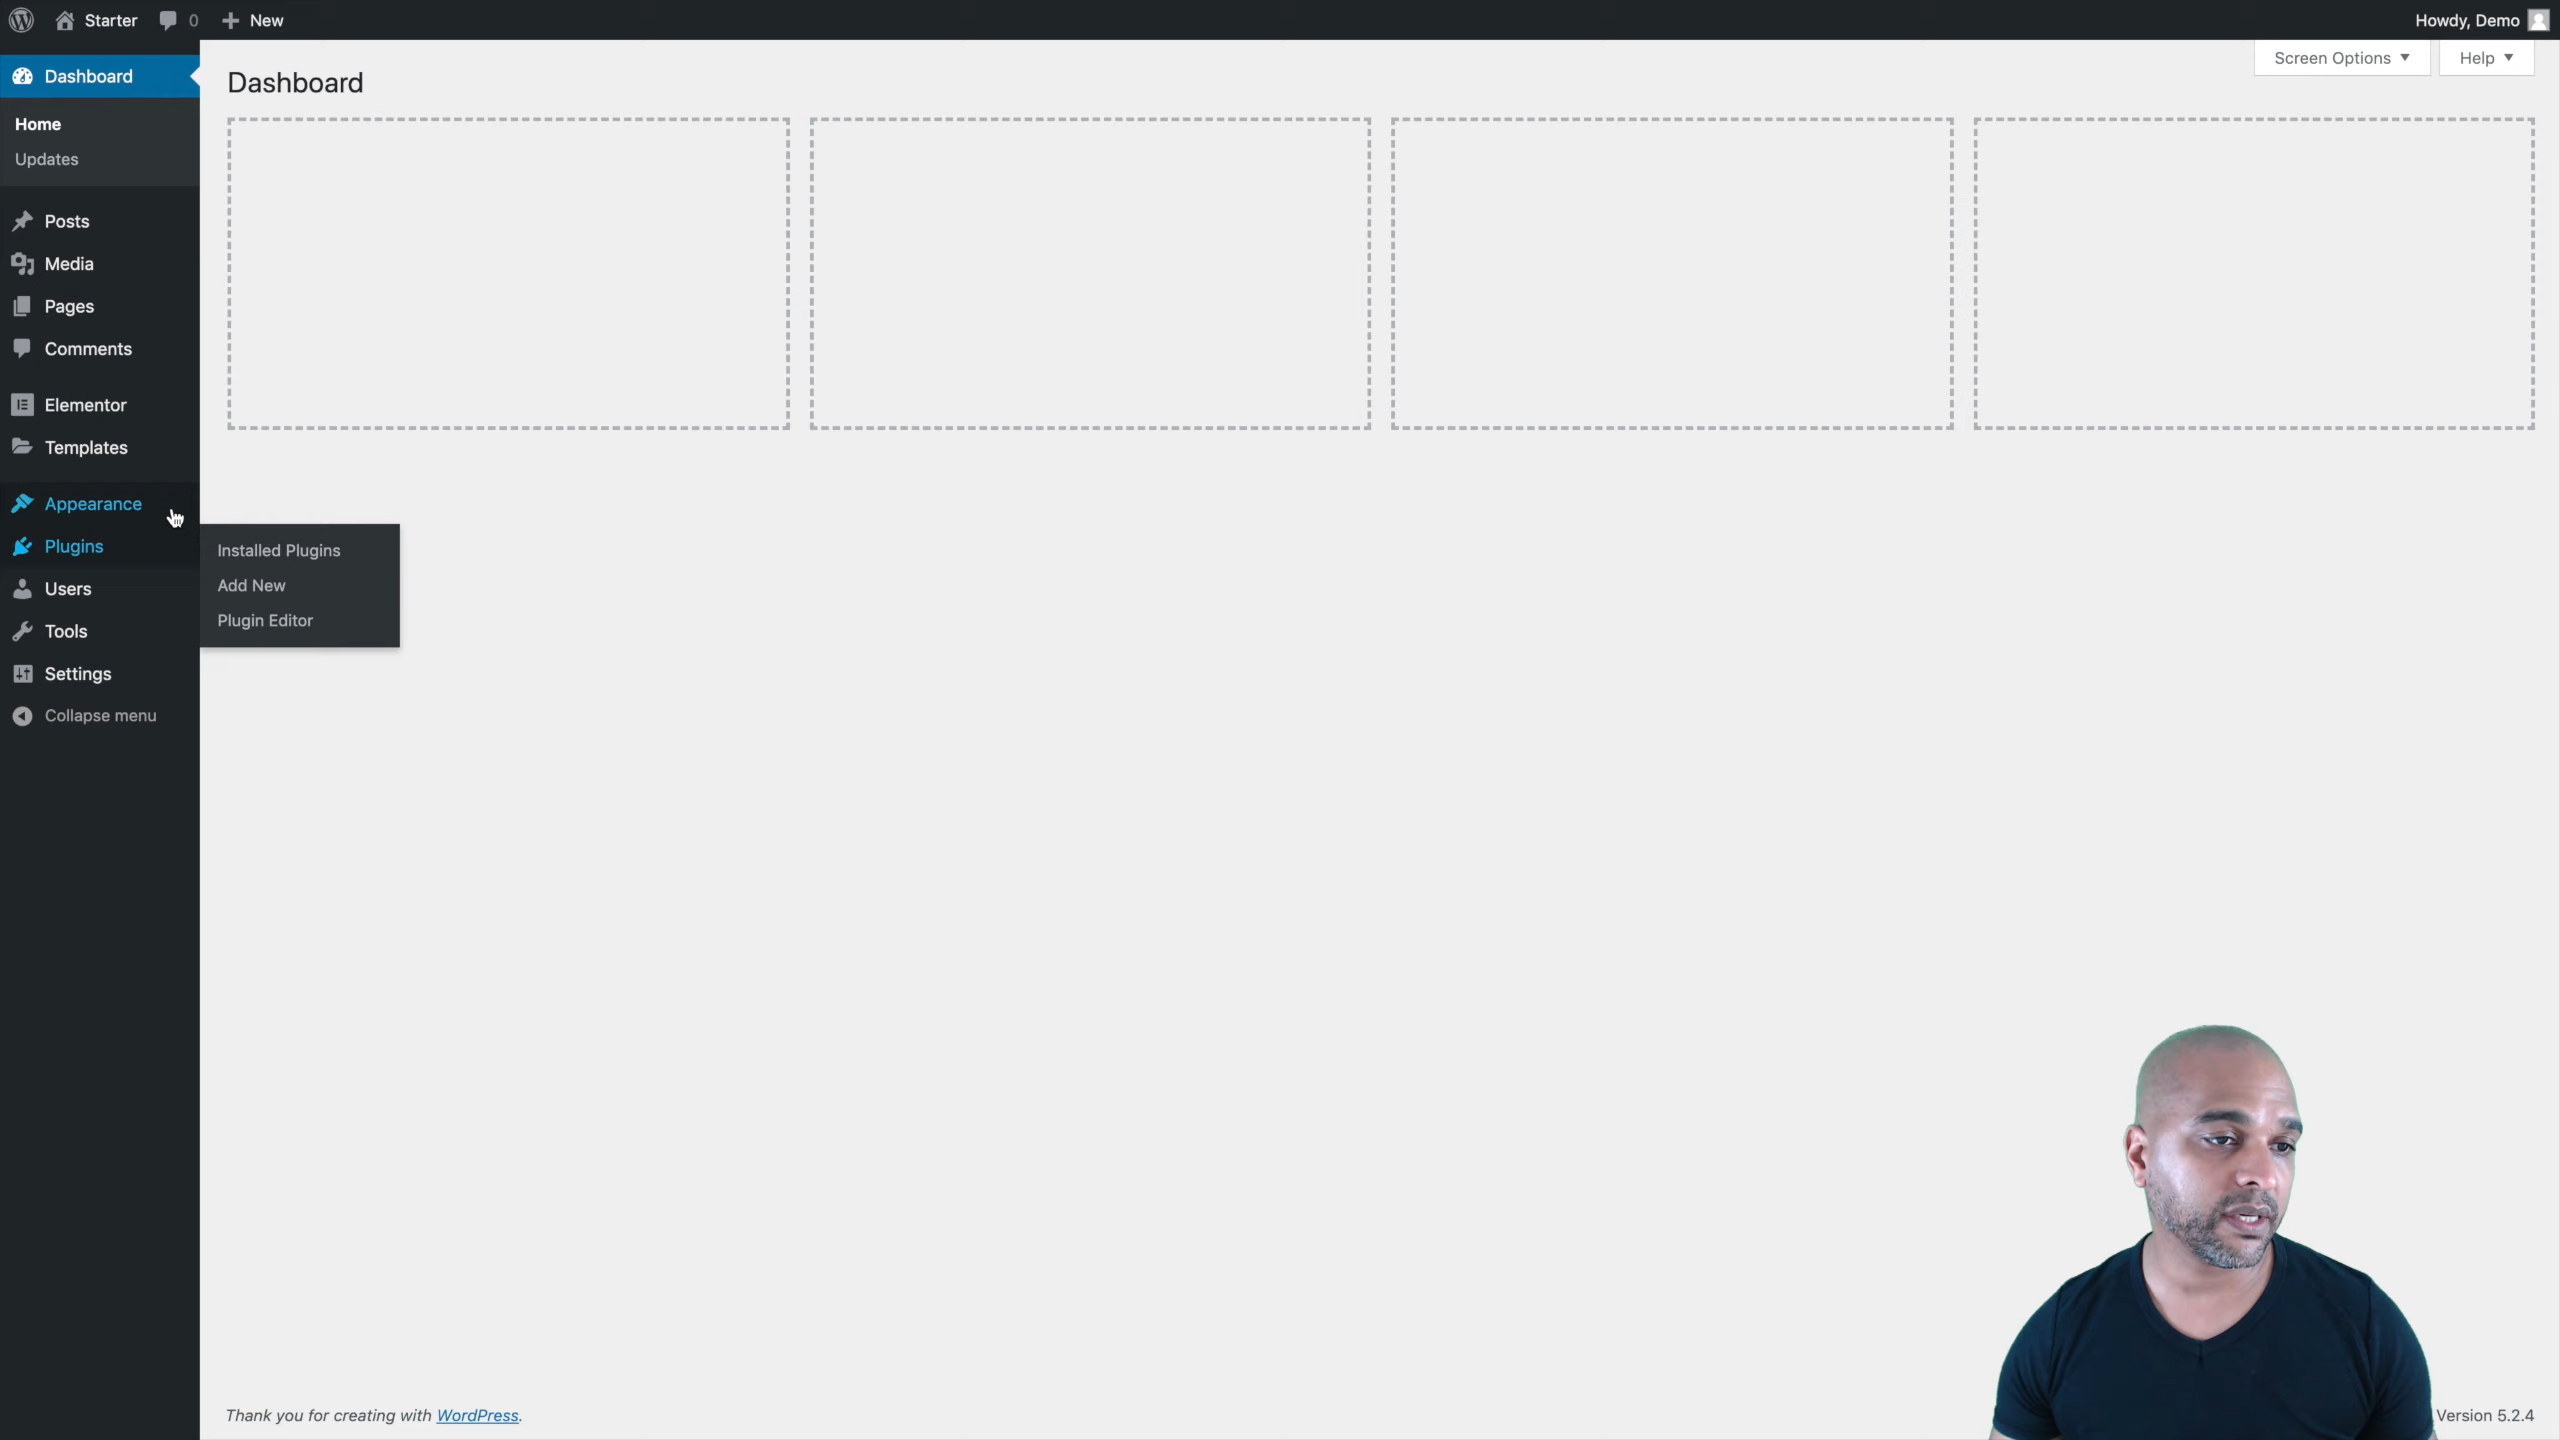 Starter
0
New
Howdy, Demo
Screen Options
Help
Dashboard
Home
Updates
Posts
Media
Pages
Comments
Elementor
Templates
Appearance
Plugins
Users
Tools
Settings
Collapse menu
Installed Plugins
Add New
Plugin Editor
Dashboard
Thank you for creating with WordPress.
Version 5.2.4